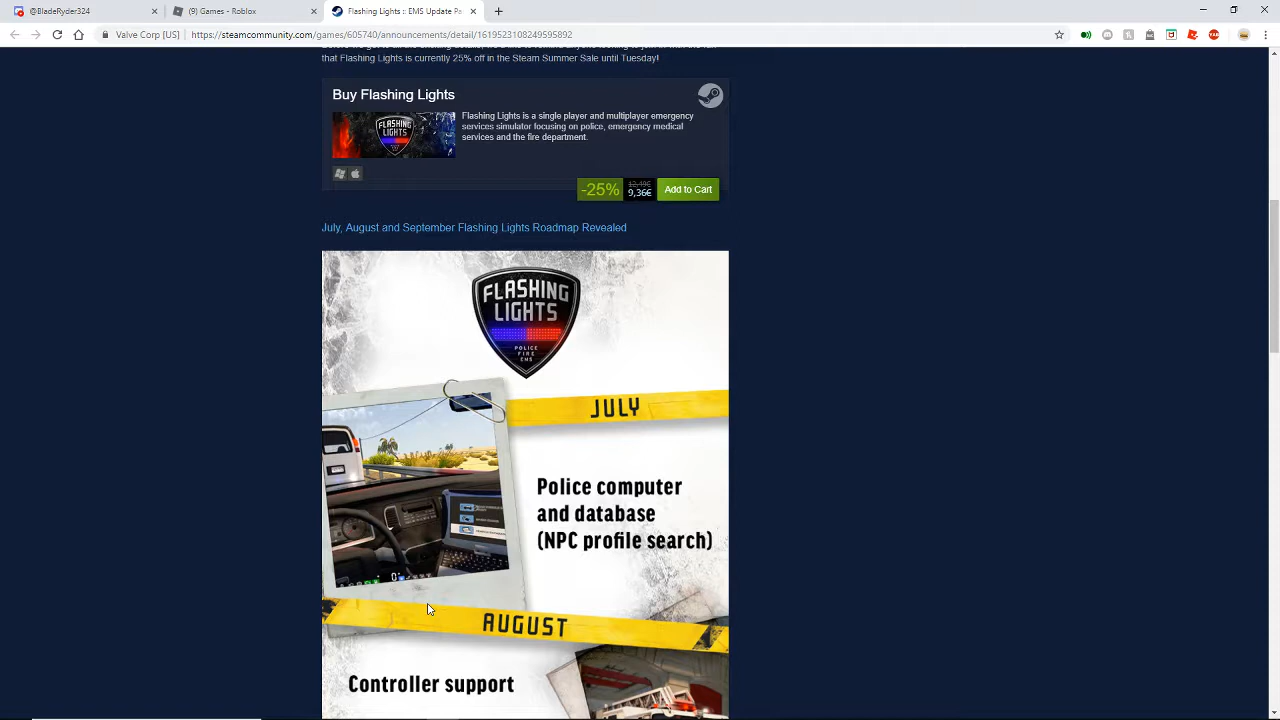 @BladeRyder324
(9) Games - Roblox
Flashing Lights :: EMS Update Pa
Valve Corp [US]
https://steamcommunity.com/games/605740/announcements/detail/1619523108249595892
that Flashing Lights is currently 25% off in the Steam Summer Sale until Tuesday!
Buy Flashing Lights
FLASHING
LIGHTS
Flashing Lights is a single player and multiplayer emergency
services simulator focusing on police, emergency medical
services and the fire department.
-25%
12,49€
9,36€
Add to Cart
July, August and September Flashing Lights Roadmap Revealed
FLASHING
LIGHTS
POLICE
FIRE
EMS
JULY
Police computer
and database
(NPC profile search)
AUGUST
Controller support